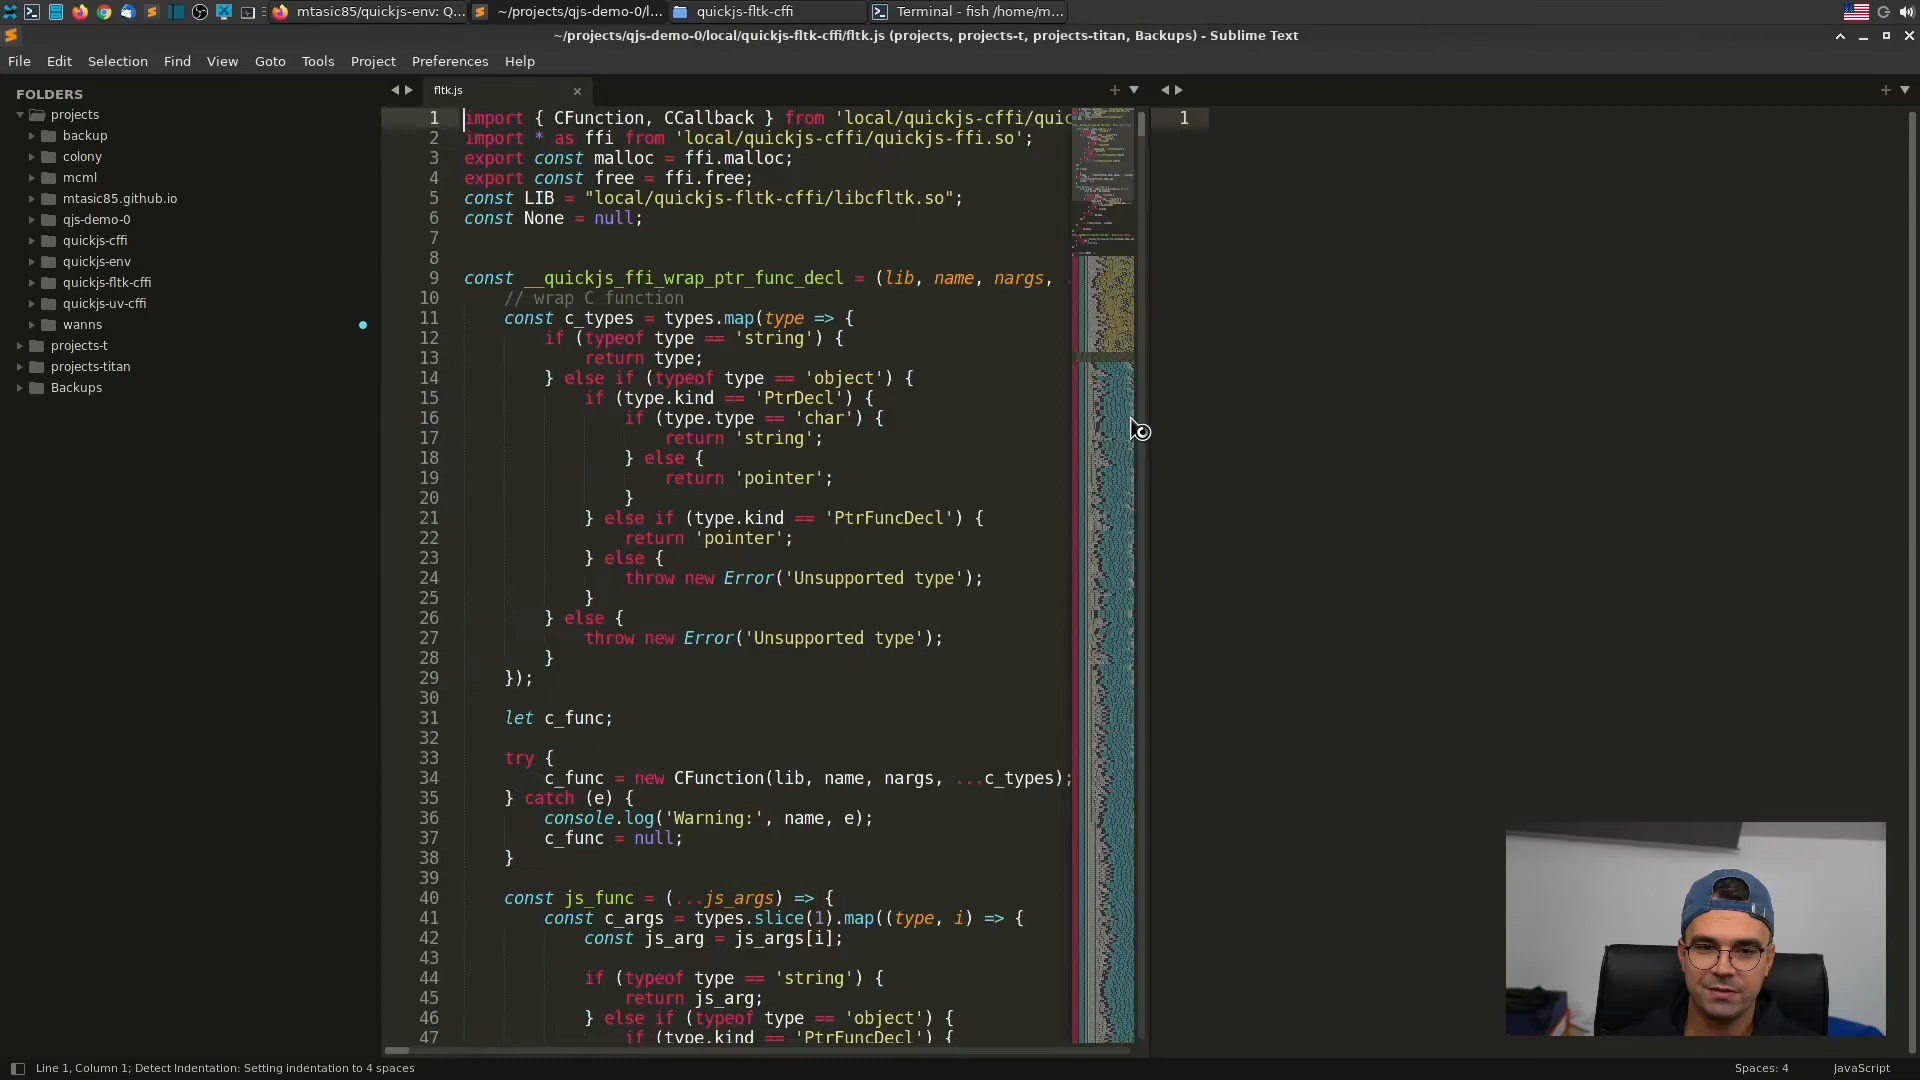 mtasic85/quickjs-env: Q...
~/projects/qjs-demo-0/l...
quickjs-fltk-cffi
Terminal - fish /home/m...
~/projects/qjs-demo-0/local/quickjs-fltk-cffi/fltk.js (projects, projects-t, projects-titan, Backups) - Sublime Text
File Edit Selection Find View Goto Tools Project Preferences Help
FOLDERS
projects
backup
colony
mcml
mtasic85.github.io
qjs-demo-0
quickjs-cffi
quickjs-env
quickjs-fltk-cffi
quickjs-uv-cffi
wanns
projects-t
projects-titan
Backups
fltk.js
1 import { CFunction, CCallback } from 'local/quickjs-cffi/quic
2 import * as ffi from 'local/quickjs-cffi/quickjs-ffi.so';
3 export const malloc = ffi.malloc;
4 export const free = ffi.free;
5 const LIB = "local/quickjs-fltk-cffi/libcfltk.so";
6 const None = null;
7
8
9 const __quickjs_ffi_wrap_ptr_func_decl = (lib, name, nargs, .
10 // wrap C function
11 const c_types = types.map(type => {
12 if (typeof type == 'string') {
13 return type;
14 } else if (typeof type == 'object') {
15 if (type.kind == 'PtrDecl') {
16 if (type.type == 'char') {
17 return 'string';
18 } else {
19 return 'pointer';
20 }
21 } else if (type.kind == 'PtrFuncDecl') {
22 return 'pointer';
23 } else {
24 throw new Error('Unsupported type');
25 }
26 } else {
27 throw new Error('Unsupported type');
28 }
29 });
30
31 let c_func;
32
33 try {
34 c_func = new CFunction(lib, name, nargs, ...c_types);
35 } catch (e) {
36 console.log('Warning:', name, e);
37 c_func = null;
38 }
39
40 const js_func = (...js_args) => {
41 const c_args = types.slice(1).map((type, i) => {
42 const js_arg = js_args[i];
43
44 if (typeof type == 'string') {
45 return js_arg;
46 } else if (typeof type == 'object') {
47 if (type.kind == 'PtrFuncDecl') {
1
Line 1, Column 1; Detect Indentation: Setting indentation to 4 spaces
Spaces: 4
JavaScript